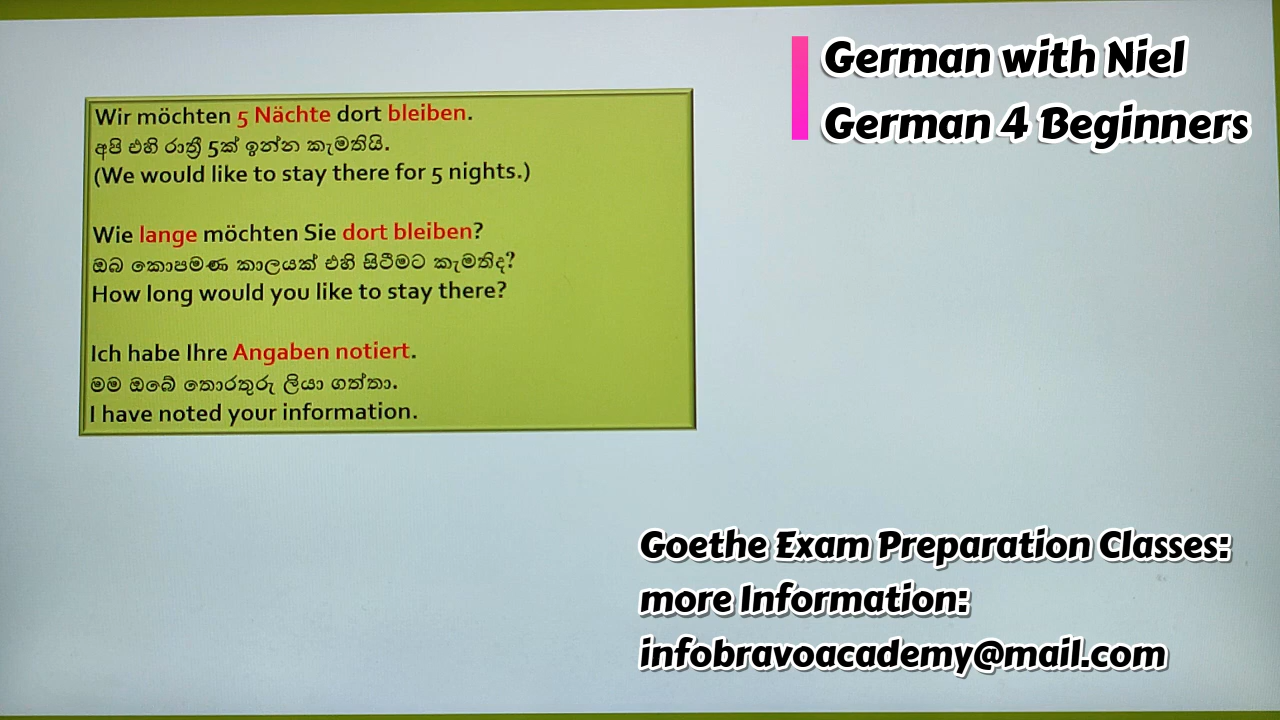 German with Niel
German 4 Beginners
Wir möchten 5 Nächte dort bleiben.
අපි එහි රාත්‍රී 5ක් ඉන්න කැමතියි.
(We would like to stay there for 5 nights.)
Wie lange möchten Sie dort bleiben?
ඔබ කොපමණ කාලයක් එහි සිටීමට කැමතිද?
How long would you like to stay there?
Ich habe Ihre Angaben notiert.
මම ඔබේ තොරතුරු ලියා ගත්තා.
I have noted your information.
Goethe Exam Preparation Classes:
more Information:
infobravoacademy@mail.com